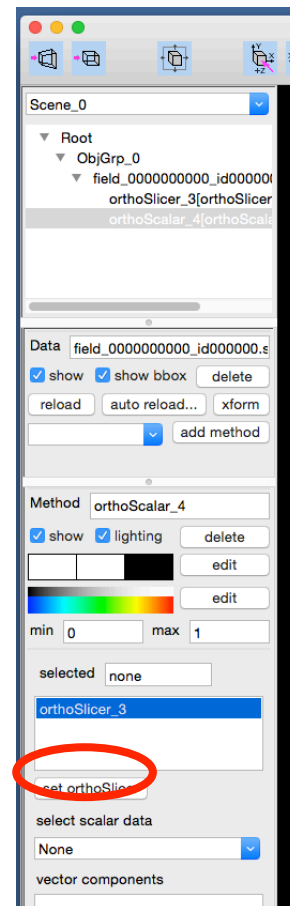 +Y
X
+Z
Scene_0
Root
ObjGrp_0
field_0000000000_id000000
orthoSlicer_3[orthoSlicer
orthoScalar_4[orthoScala
Data field_0000000000_id000000.s
show show bbox delete
reload auto reload... xform
add method
Method orthoScalar_4
show lighting delete
edit
edit
min 0 max 1
selected none
orthoSlicer_3
set orthoSlice
select scalar data
None
vector components